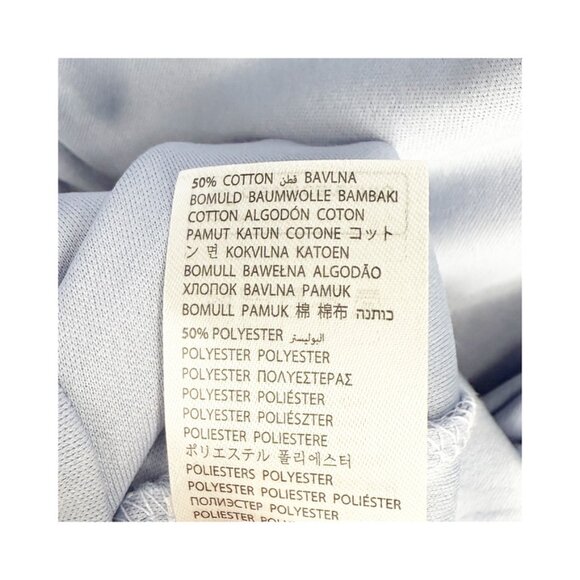 50% COTTON قطن BAVLNA
BOMULD BAUMWOLLE BAMBAKI
COTTON ALGODÓN COTON
PAMUT KATUN COTONE コット
ン 면 KOKVILNA KATOEN
BOMULL BAWEŁNA ALGODÃO
ХЛОПОК BAVLNA PAMUK
BOMULL PAMUK 棉 棉布 כותנה
50% POLYESTER البوليستر
POLYESTER POLYESTER
POLYESTER ΠΟΛΥΕΣΤΕΡΑΣ
POLYESTER POLIÉSTER
POLYESTER POLIÉSZTER
POLIESTER POLIESTERE
ポリエステル 폴리에스터
POLIESTERS POLYESTER
POLYESTER POLIESTER POLIÉSTER
ПОЛИЭСТЕР POLYESTER
POLIESTER POLYESTER